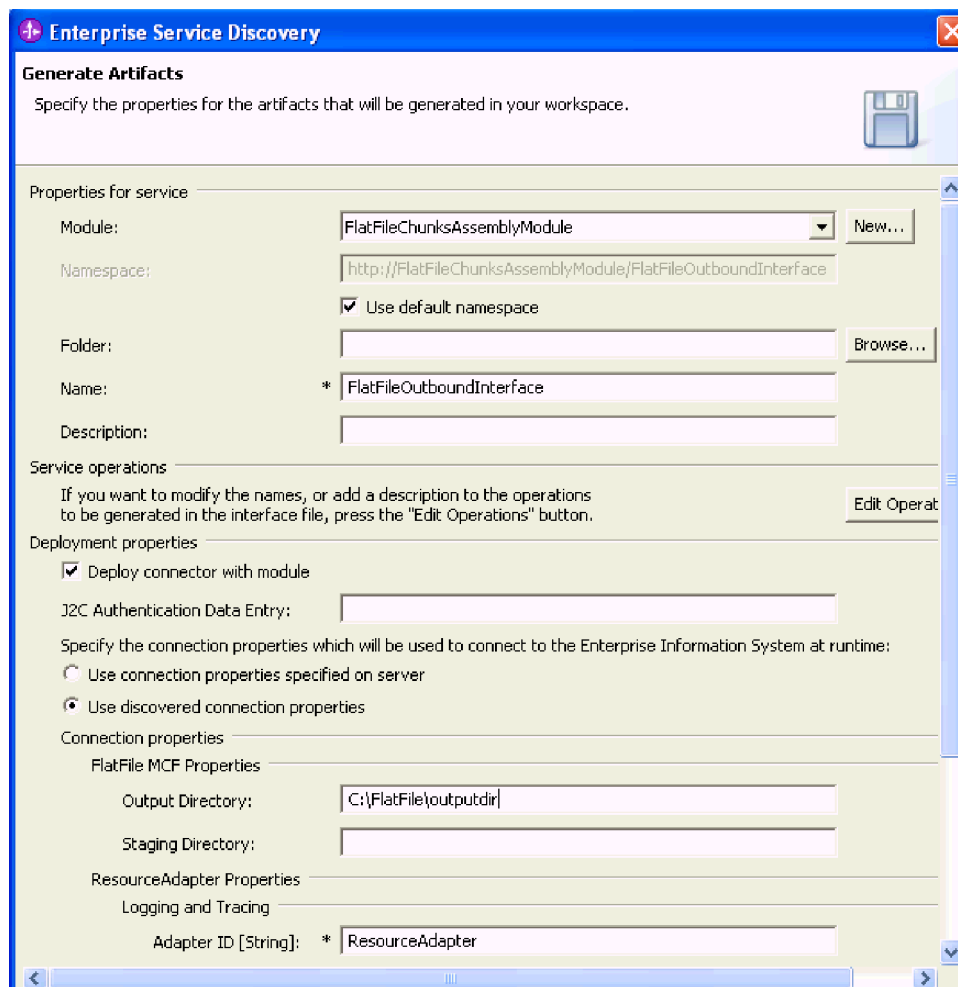 Enterprise Service Discovery
Generate Artifacts
Specify the properties for the artifacts that will be generated in your workspace.
Properties for service
Module: FlatFileChunksAssemblyModule New...
Namespace: http://FlatFileChunksAssemblyModule/FlatFileOutboundInterface
Use default namespace
Folder: Browse...
Name: * FlatFileOutboundInterface
Description:
Service operations
If you want to modify the names, or add a description to the operations
to be generated in the interface file, press the "Edit Operations" button. Edit Operat
Deployment properties
Deploy connector with module
J2C Authentication Data Entry:
Specify the connection properties which will be used to connect to the Enterprise Information System at runtime:
Use connection properties specified on server
Use discovered connection properties
Connection properties
FlatFile MCF Properties
Output Directory: C:\FlatFile\outputdir
Staging Directory:
ResourceAdapter Properties
Logging and Tracing
Adapter ID [String]: * ResourceAdapter